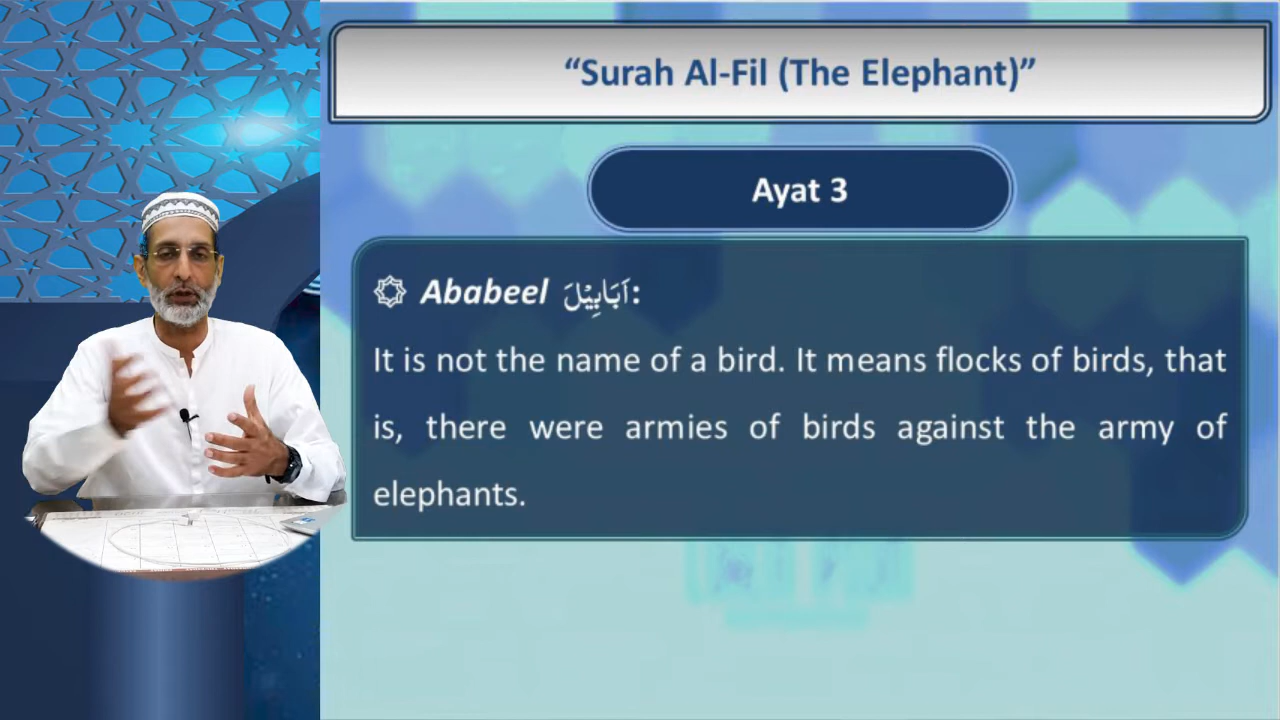 “Surah Al-Fil (The Elephant)”
Ayat 3
Ababeel اَبَابِيْلَ:
It is not the name of a bird. It means flocks of birds, that
is, there were armies of birds against the army of
elephants.